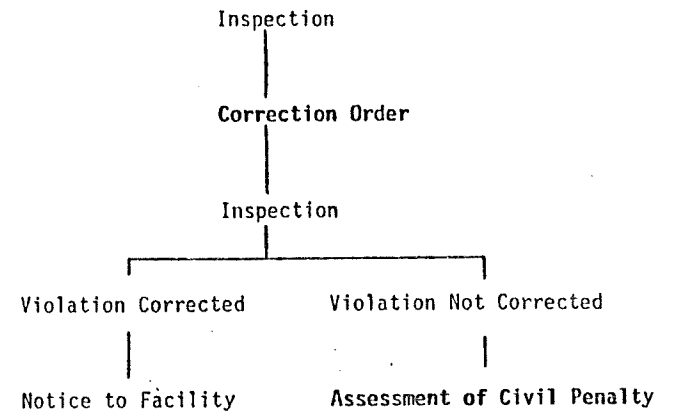 Inspection
Correction Order
Inspection
Violation Corrected
Violation Not Corrected
Notice to Facility
Assessment of Civil Penalty